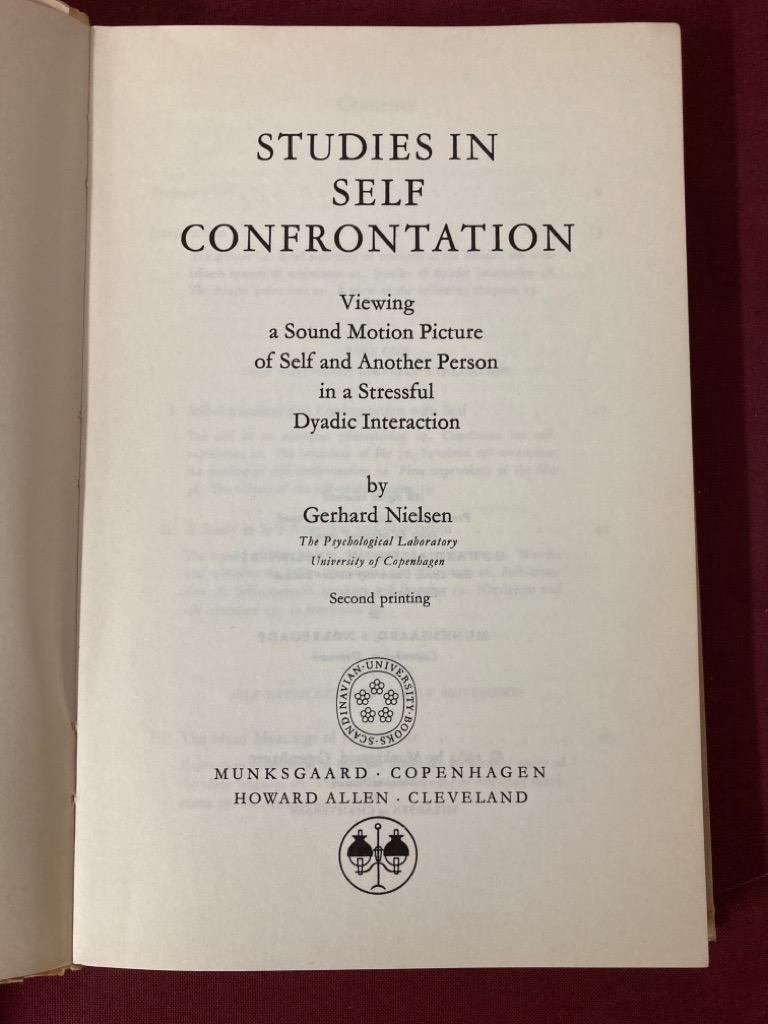 STUDIES IN
SELF
CONFRONTATION
Viewing
a Sound Motion Picture
of Self and Another Person
in a Stressful
Dyadic Interaction
by
Gerhard Nielsen
The Psychological Laboratory
University of Copenhagen
Second printing
SCANDINAVIAN·UNIVERSITY·BOOKS·
MUNKSGAARD · COPENHAGEN
HOWARD ALLEN · CLEVELAND